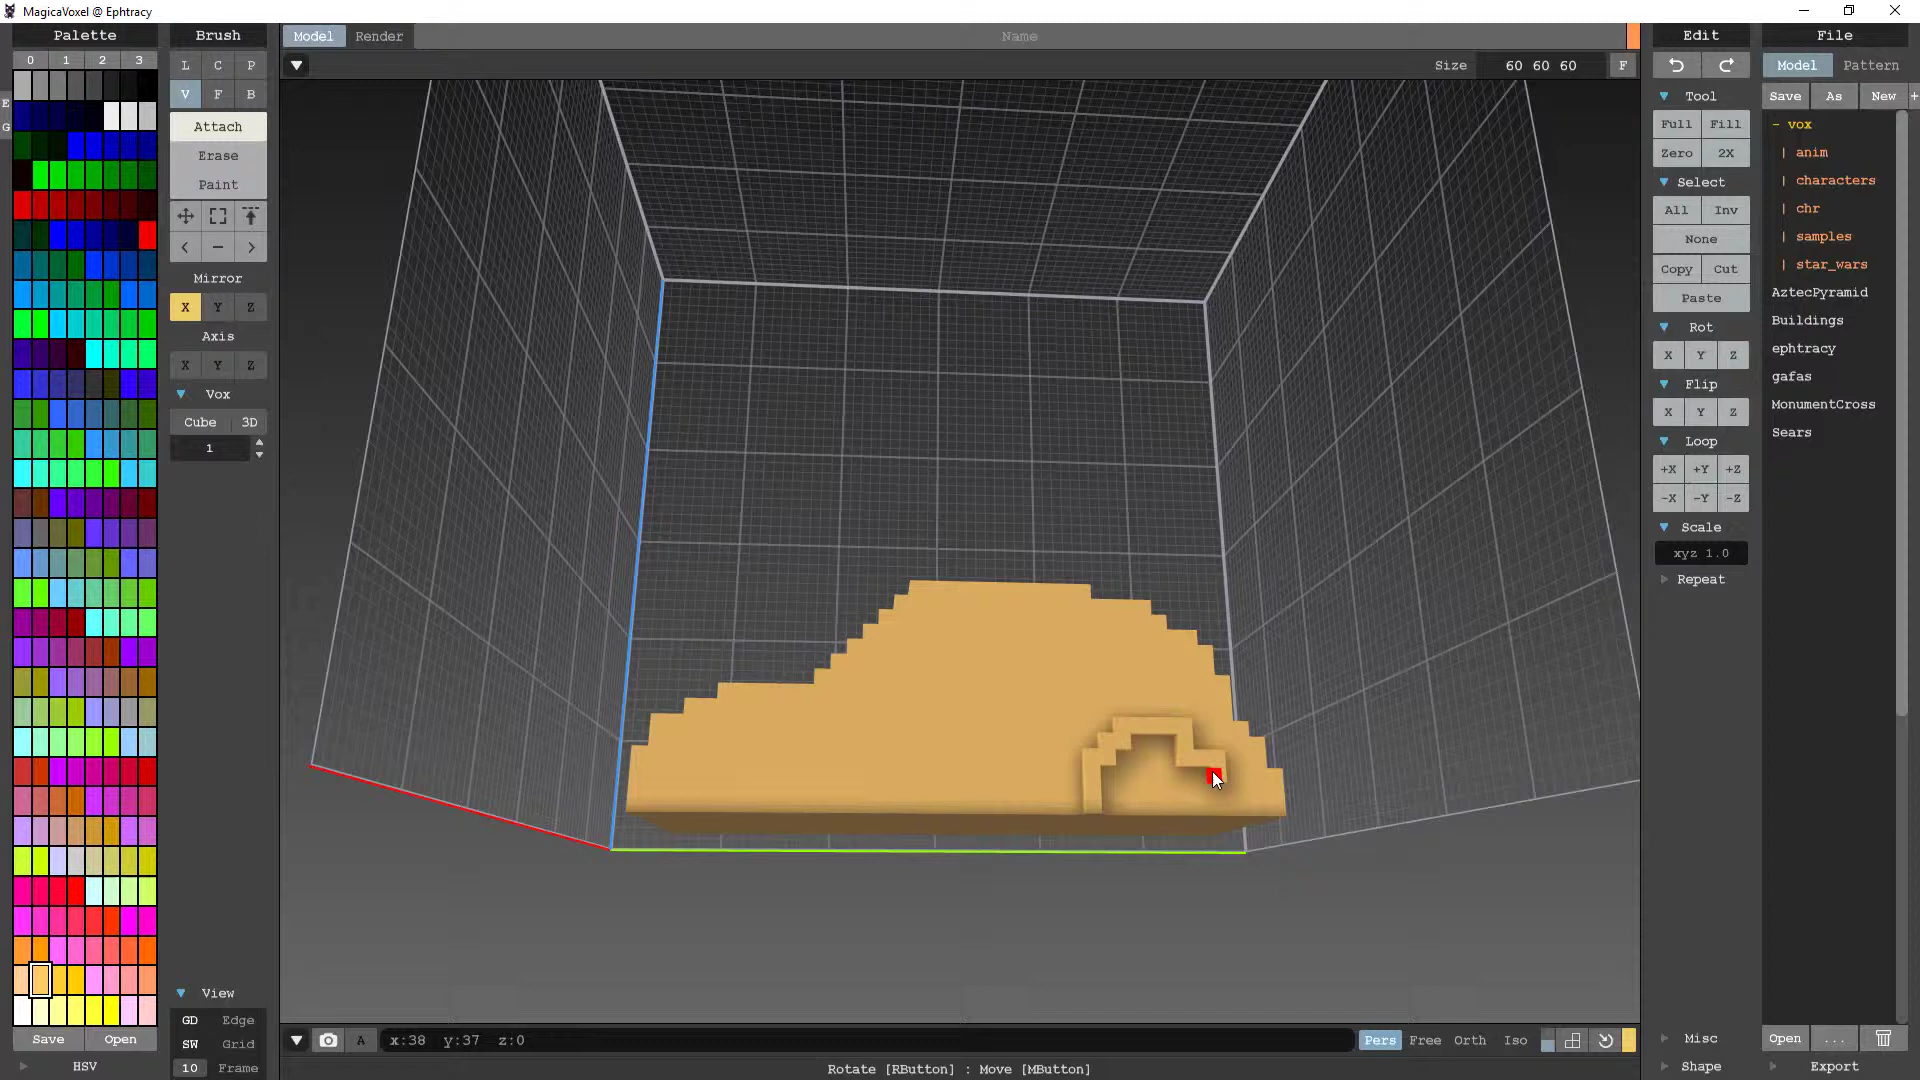 MagicaVoxel @ Ephtracy
Palette
0 1 2 3
E
G
Save Open
HSV
Brush
L C P
V F B
Attach
Erase
Paint
< − >
Mirror
X Y Z
Axis
X Y Z
Vox
Cube 3D
1
View
GD Edge
SW Grid
10 Frame
Model Render Name
Size 60 60 60 F
A x:38 y:37 z:0 Pers Free Orth Iso
Rotate [RButton] : Move [MButton]
Edit
Tool
Full Fill
Zero 2X
Select
All Inv
None
Copy Cut
Paste
Rot
X Y Z
Flip
X Y Z
Loop
+X +Y +Z
-X -Y -Z
Scale
xyz 1.0
Repeat
Misc
Shape
File
Model Pattern
Save As New +
- vox
| anim
| characters
| chr
| samples
| star_wars
AztecPyramid
Buildings
ephtracy
gafas
MonumentCross
Sears
Open ...
Export